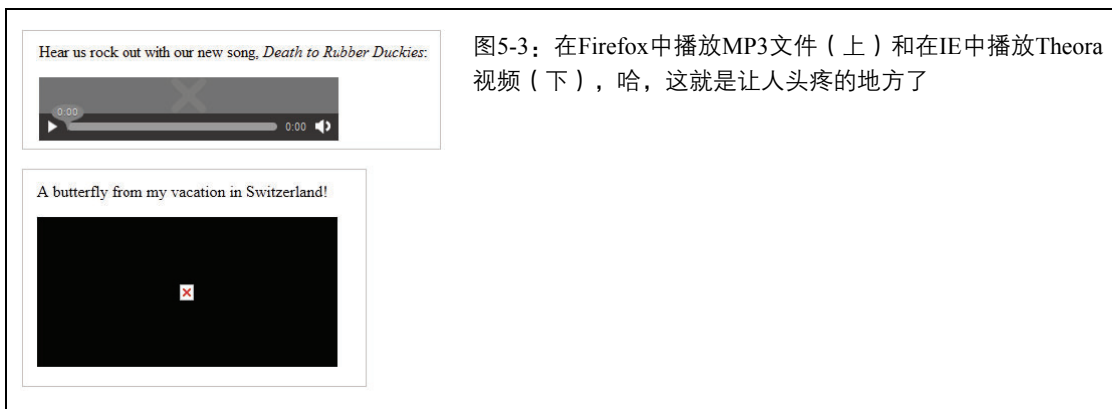 Hear us rock out with our new song, Death to Rubber Duckies:
0:00
0:00
A butterfly from my vacation in Switzerland!
图5-3：在Firefox中播放MP3文件（上）和在IE中播放Theora
视频（下），哈，这就是让人头疼的地方了